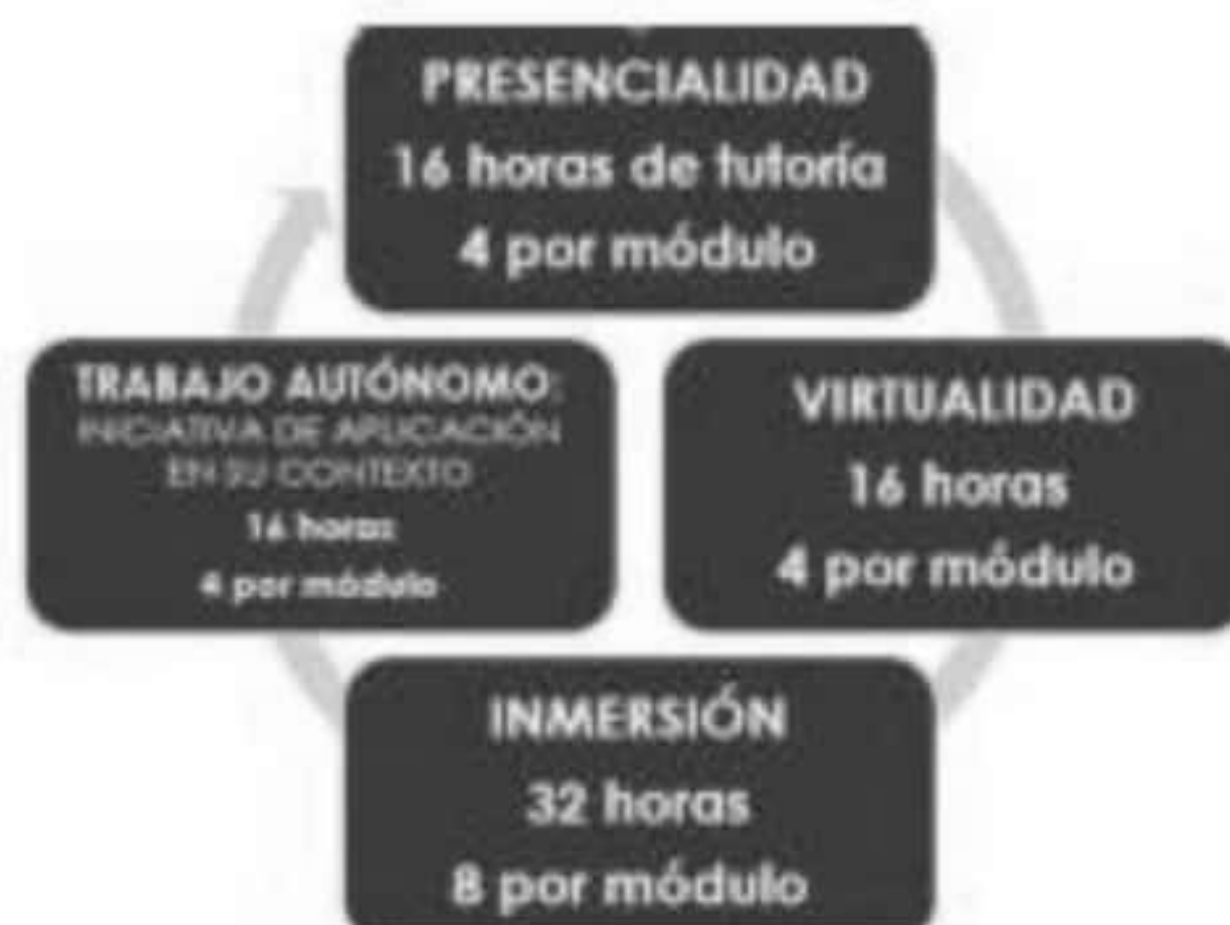 PRESENCIALIDAD
16 horas de tutoría
4 por módulo
TRABAJO AUTÓNOMO:
INICIATIVA DE APLICACIÓN
EN SU CONTEXTO
16 horas
4 por módulo
VIRTUALIDAD
16 horas
4 por módulo
INMERSIÓN
32 horas
8 por módulo